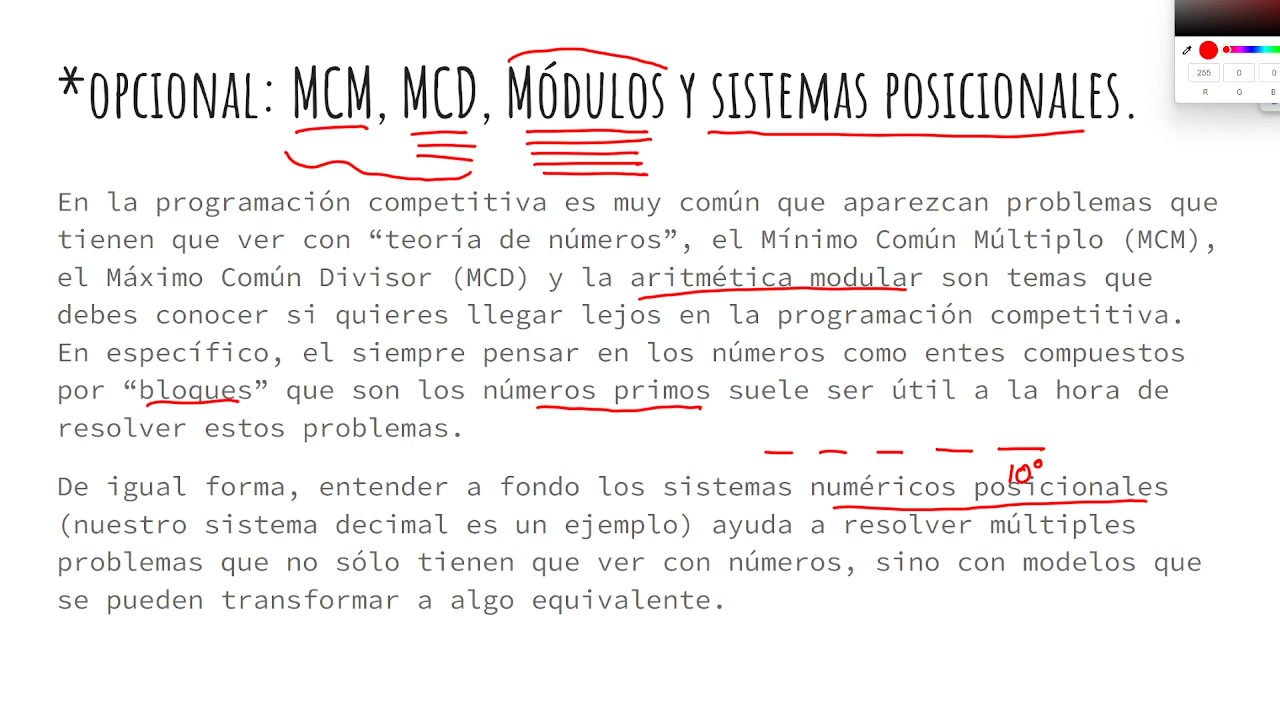 *OPCIONAL: MCM, MCD, MÓDULOS Y SISTEMAS POSICIONALES.
255 0 0
R G B
En la programación competitiva es muy común que aparezcan problemas que
tienen que ver con “teoría de números”, el Mínimo Común Múltiplo (MCM),
el Máximo Común Divisor (MCD) y la aritmética modular son temas que
debes conocer si quieres llegar lejos en la programación competitiva.
En específico, el siempre pensar en los números como entes compuestos
por “bloques” que son los números primos suele ser útil a la hora de
resolver estos problemas.
10⁰
De igual forma, entender a fondo los sistemas numéricos posicionales
(nuestro sistema decimal es un ejemplo) ayuda a resolver múltiples
problemas que no sólo tienen que ver con números, sino con modelos que
se pueden transformar a algo equivalente.